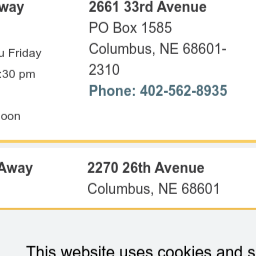 way
2661 33rd Avenue
PO Box 1585
u Friday
Columbus, NE 68601-
:30 pm
2310
Phone: 402-562-8935
oon
Away
2270 26th Avenue
Columbus, NE 68601
This website uses cookies and s